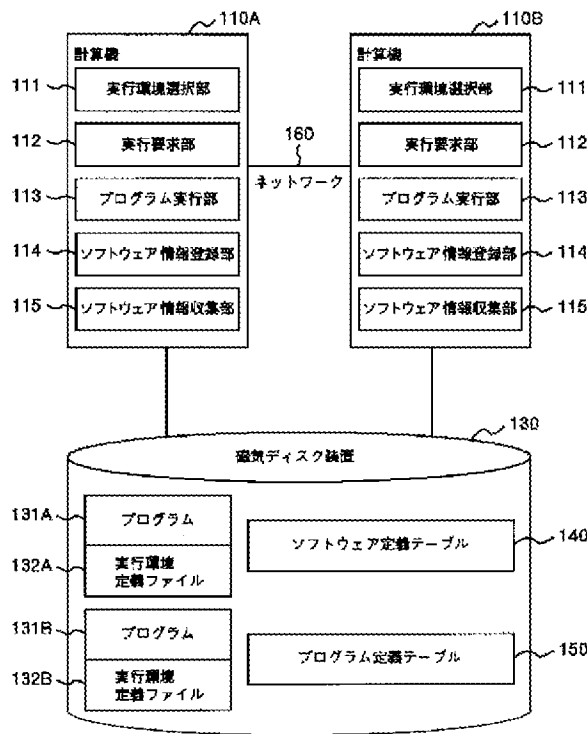 110A
110B
計算機
計算機
111
実行環境選択部
実行環境選択部
111
112
実行要求部
160
実行要求部
112
ネットワーク
113
プログラム実行部
プログラム実行部
113
114
ソフトウェア情報登録部
ソフトウェア情報登録部
114
115
ソフトウェア情報収集部
ソフトウェア情報収集部
115
130
磁気ディスク装置
131A
プログラム
132A
実行環境
定義ファイル
ソフトウェア定義テーブル
140
131B
プログラム
132B
実行環境
定義ファイル
プログラム定義テーブル
150